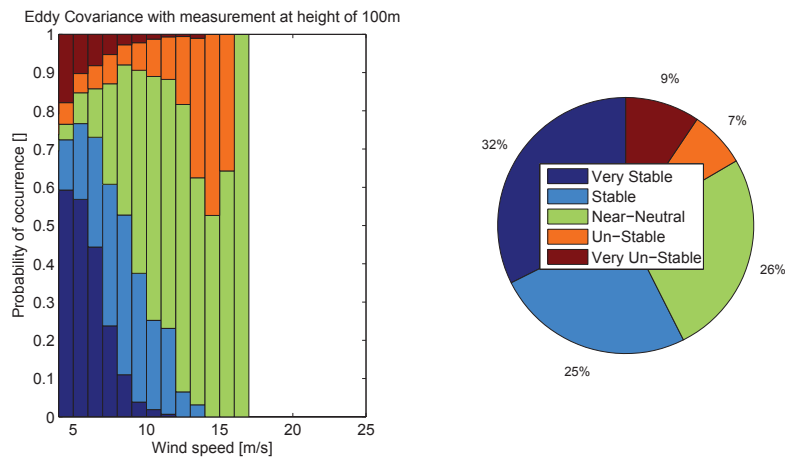 Eddy Covariance with measurement at height of 100m
1
0.9
0.8
0.7
0.6
0.5
0.4
0.3
0.2
0.1
0
Probability of occurrence []
5
10
15
20
25
Wind speed [m/s]
9%
7%
32%
26%
25%
Very Stable
Stable
Near−Neutral
Un−Stable
Very Un−Stable